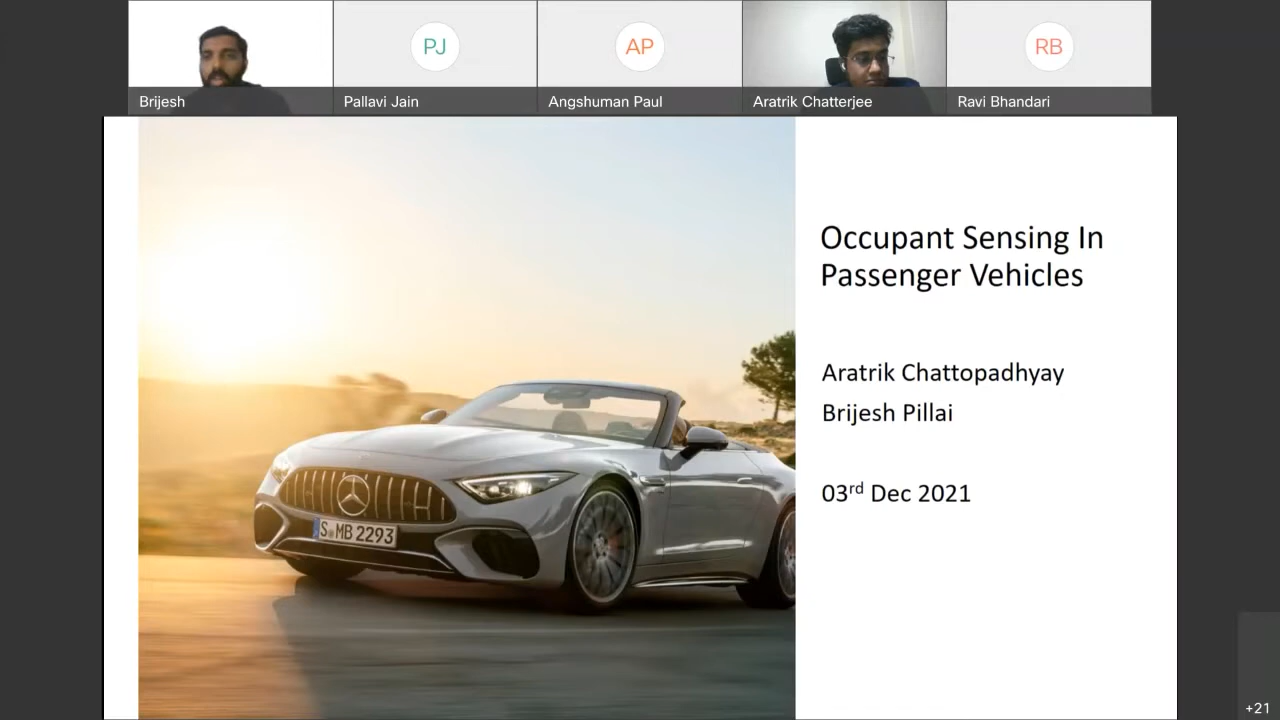 PJ
AP
RB
Brijesh
Pallavi Jain
Angshuman Paul
Aratrik Chatterjee
Ravi Bhandari
Occupant Sensing In
Passenger Vehicles
Aratrik Chattopadhyay
Brijesh Pillai
03rd Dec 2021
S MB 2293
+21